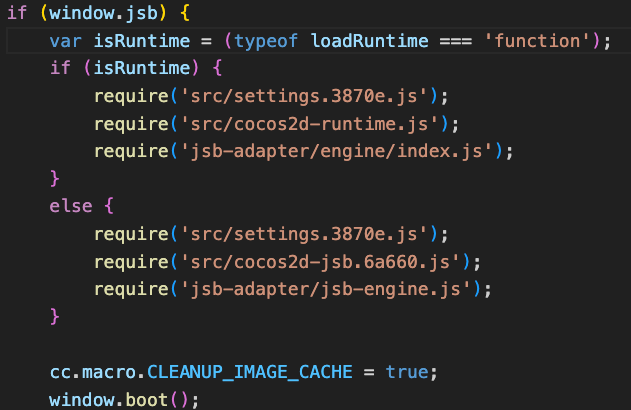 if (window.jsb) {
    var isRuntime = (typeof loadRuntime === 'function');
    if (isRuntime) {
        require('src/settings.3870e.js');
        require('src/cocos2d-runtime.js');
        require('jsb-adapter/engine/index.js');
    }
    else {
        require('src/settings.3870e.js');
        require('src/cocos2d-jsb.6a660.js');
        require('jsb-adapter/jsb-engine.js');
    }

    cc.macro.CLEANUP_IMAGE_CACHE = true;
    window.boot();